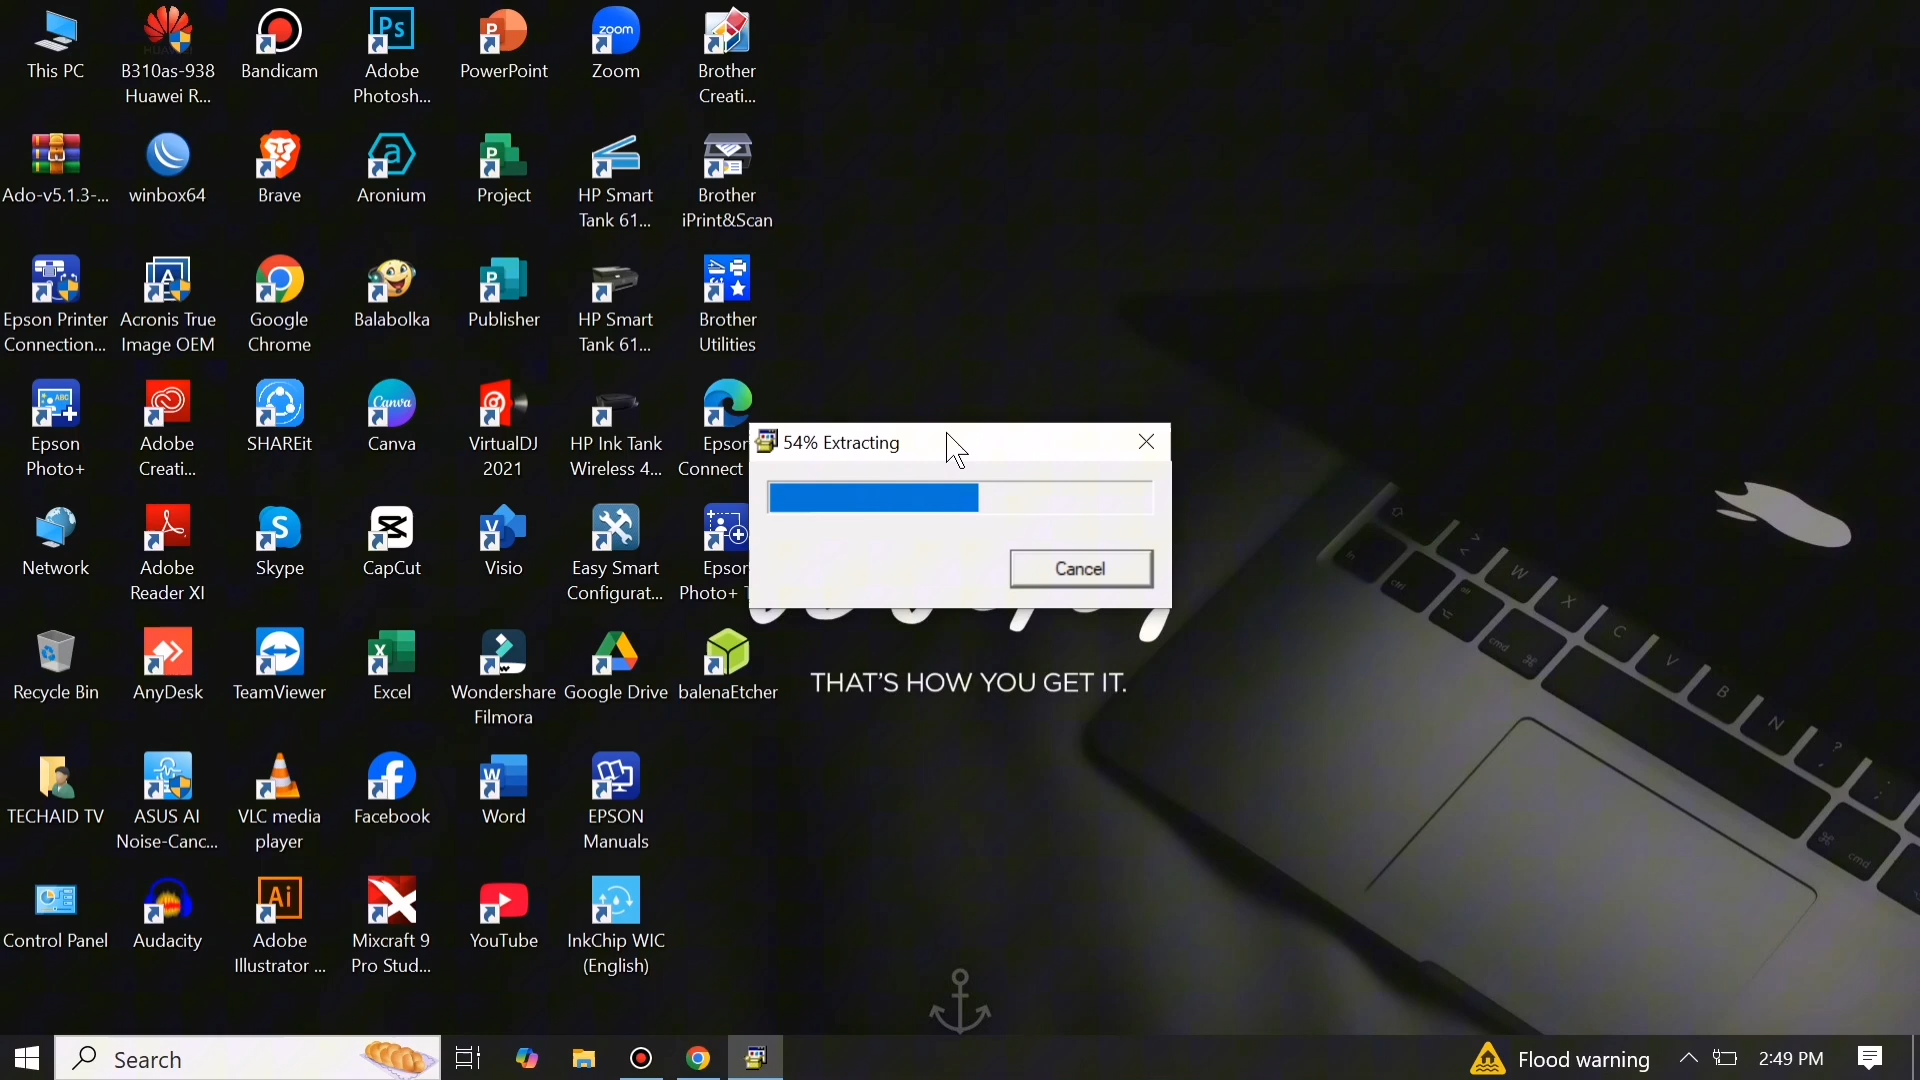 This PC
B310as-938
Huawei R...
Bandicam
Adobe
Photosh...
PowerPoint
zoom
Zoom
Brother
Creati...
Ado-v5.1.3-...
winbox64
Brave
Aronium
Project
HP Smart
Tank 61...
Brother
iPrint&Scan
Epson Printer
Connection...
Acronis True
Image OEM
Google
Chrome
Balabolka
Publisher
HP Smart
Tank 61...
Brother
Utilities
Epson
Photo+
Adobe
Creati...
SHAREit
Canva
Canva
VirtualDJ
2021
HP Ink Tank
Wireless 4...
Epson
Connect
54% Extracting
Cancel
Network
Adobe
Reader XI
Skype
CapCut
Visio
Easy Smart
Configurat...
Epson
Photo+
Recycle Bin
AnyDesk
TeamViewer
Excel
Wondershare
Filmora
Google Drive
balenaEtcher
THAT'S HOW YOU GET IT.
TECHAID TV
ASUS AI
Noise-Canc...
VLC media
player
Facebook
Word
EPSON
Manuals
Control Panel
Audacity
Adobe
Illustrator ...
Mixcraft 9
Pro Stud...
YouTube
InkChip WIC
(English)
Search
Flood warning
2:49 PM